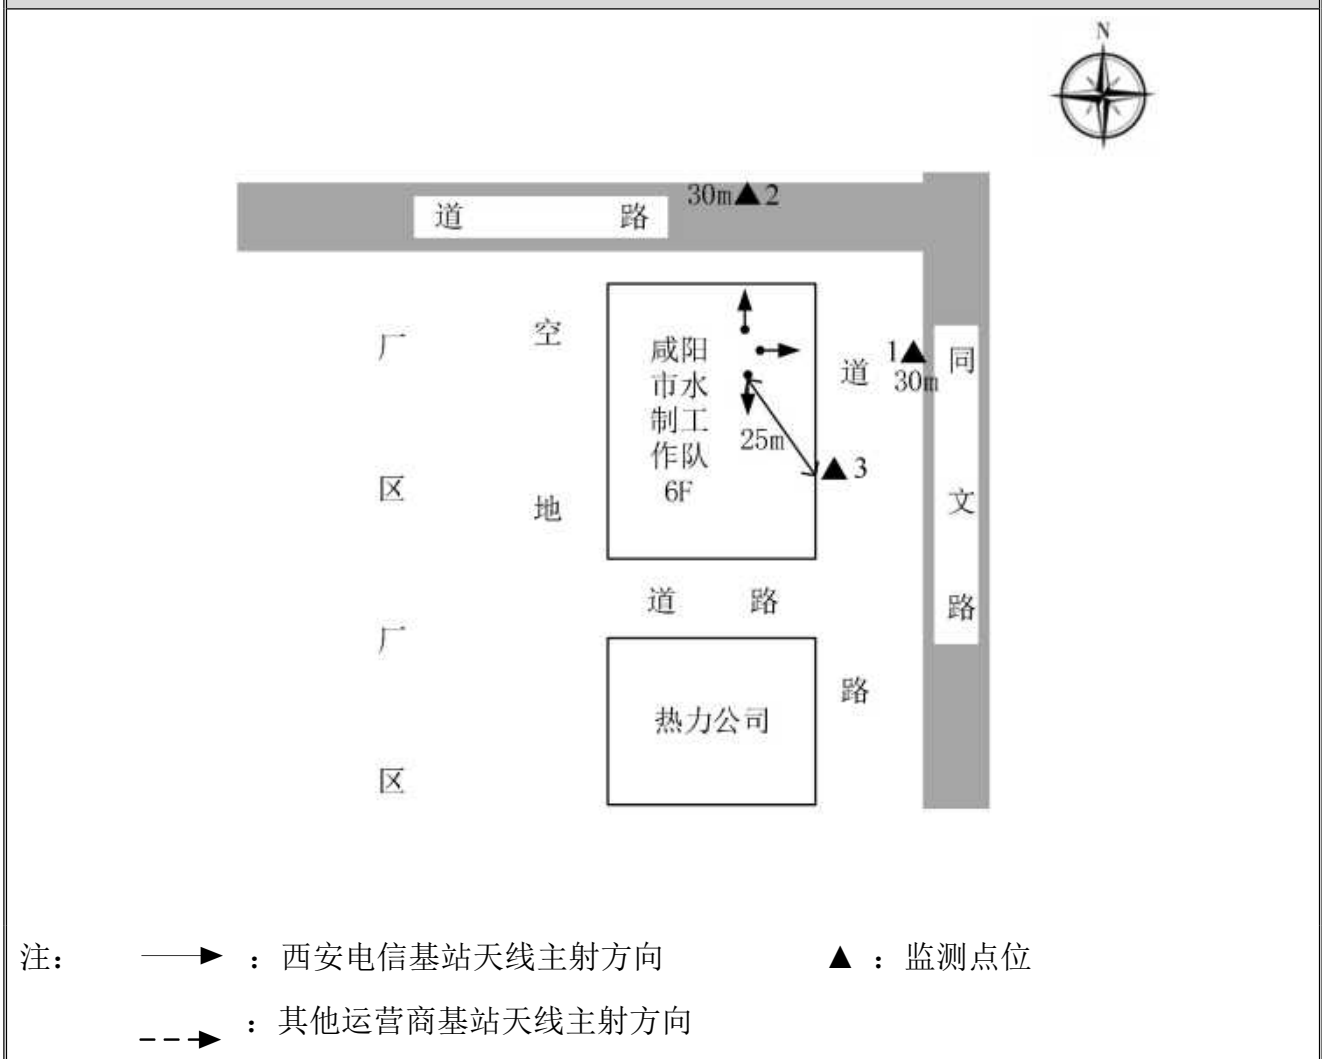 N
30m▲2
道 路
厂 区
空 地
咸阳
市水
制工
作队
6F
25m
▲3
道 路
1▲
30m
同 文 路
道 路
厂 区
热力公司
注： ：西安电信基站天线主射方向 ▲：监测点位
：其他运营商基站天线主射方向